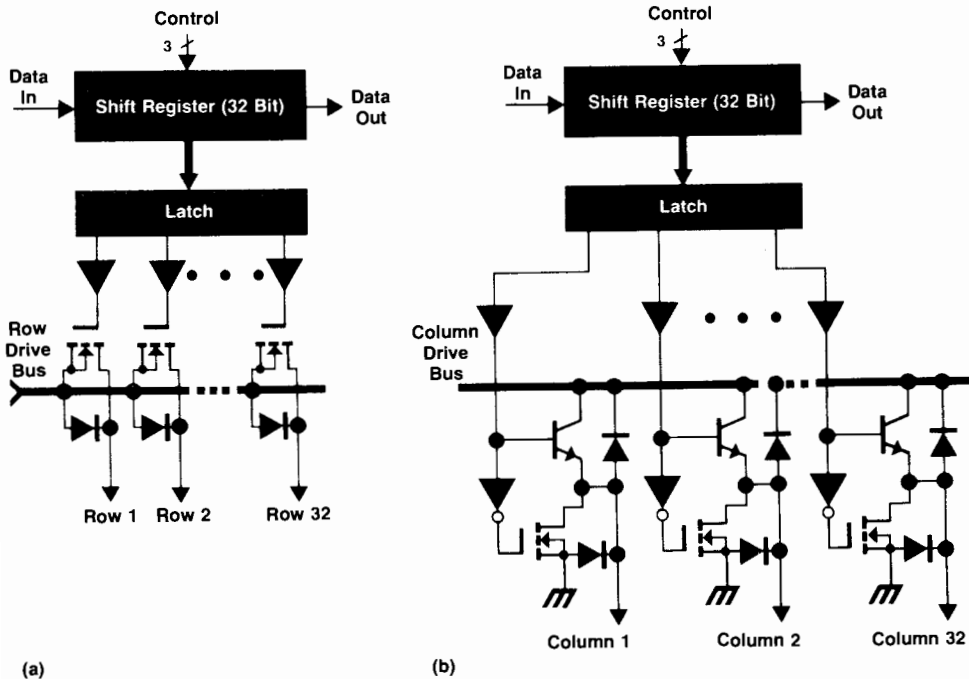 Control
3
Data
In
Shift Register (32 Bit)
Data
Out
Latch
Row
Drive
Bus
Row 1
Row 2
Row 32
(a)
Control
3
Data
In
Shift Register (32 Bit)
Data
Out
Latch
Column
Drive
Bus
Column 1
Column 2
Column 32
(b)